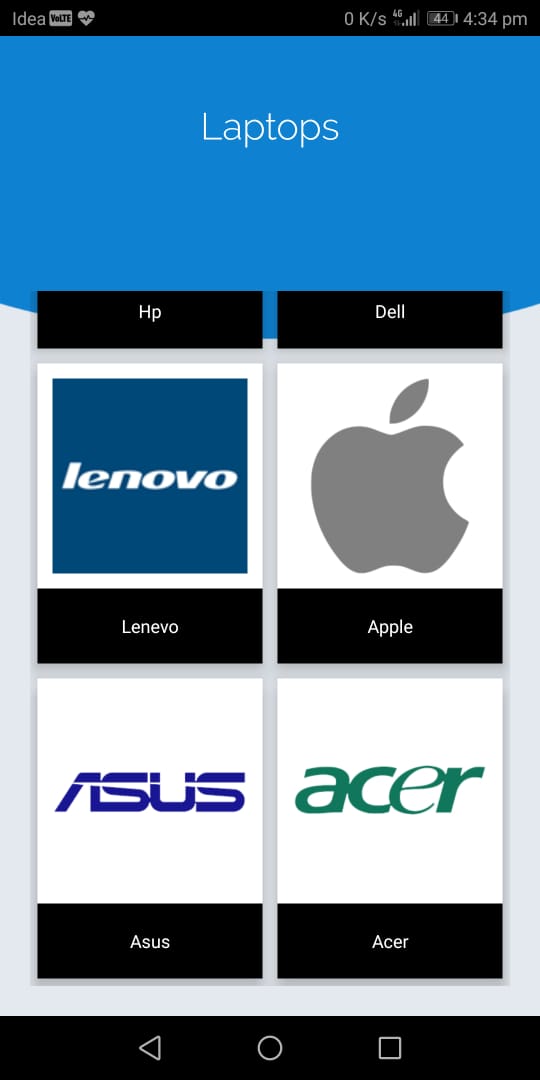 Idea VoLTE 0 K/s 4G 44 4:34 pm
Laptops
Hp Dell
lenovo
Lenevo Apple
ASUS acer
Asus Acer